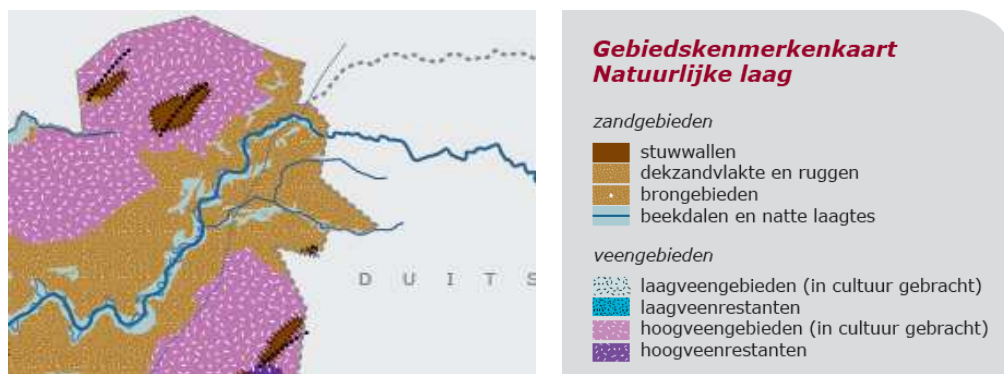 D U I T S
Gebiedskenmerkenkaart
Natuurlijke laag
zandgebieden
stuwwallen
dekzandvlakte en ruggen
brongebieden
beekdalen en natte laagtes
veengebieden
laagveengebieden (in cultuur gebracht)
laagveenrestanten
hoogveengebieden (in cultuur gebracht)
hoogveenrestanten